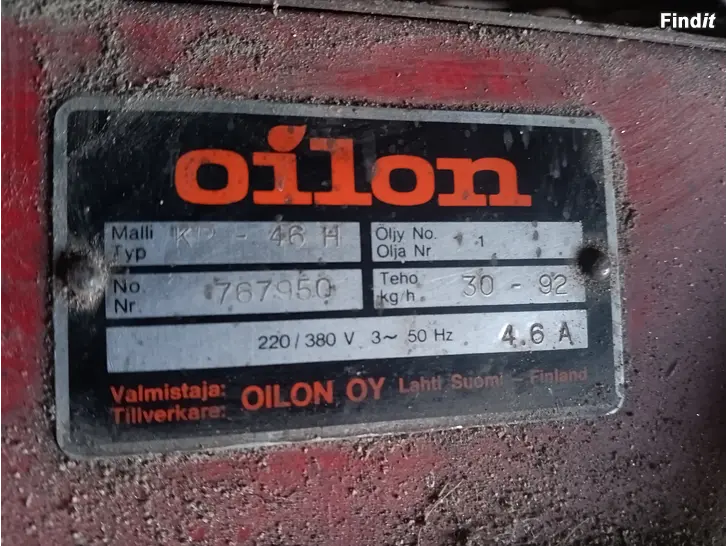 Findit
oilon
Malli
Typ
KP - 46 H
Öljy No.
Olja Nr
1
No.
Nr.
767950
Teho
kg/h.
30 - 92
220 / 380 V 3~ 50 Hz 4.6 A
Valmistaja:
Tillverkare:
OILON OY Lahti Suomi - Finland